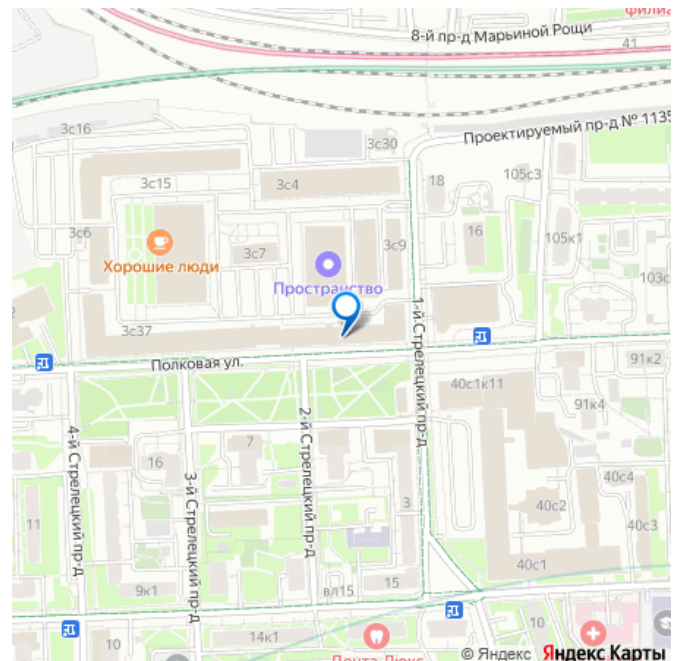 филиа
8-й пр-д Марьиной Рощи
41
Проектируемый пр-д № 1135
3с16
3с30
3с15
3с4
18
105с3
3с6
3с7
3с9
16
105к1
Хорошие люди
Пространство
103с
2
3с37
1-й Стрелецкий пр-д
Полковая ул.
40с1к11
91к2
91к4
4-й Стрелецкий пр-д
3-й Стрелецкий пр-д
2-й Стрелецкий пр-д
16
7
3
40с4
11
40с2
40с3
9к1
вл15
15
40с1
10
14к1
Дента Люкс
10
© Яндекс Яндекс Карты